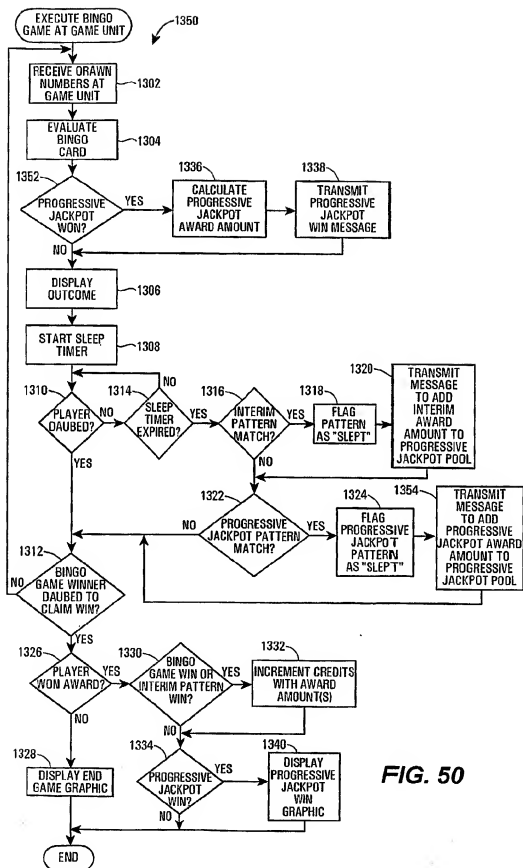 EXECUTE BINGO
GAME AT GAME UNIT
1350
RECEIVE DRAWN
NUMBERS AT
GAME UNIT
1302
EVALUATE
BINGO
CARD
1304
1352
PROGRESSIVE
JACKPOT
WON?
YES
NO
1336
CALCULATE
PROGRESSIVE
JACKPOT
AWARD AMOUNT
1338
TRANSMIT
PROGRESSIVE
JACKPOT
WIN MESSAGE
DISPLAY
OUTCOME
1306
START SLEEP
TIMER
1308
1310
PLAYER
DAUBED?
NO
YES
1314
NO
SLEEP
TIMER
EXPIRED?
YES
1316
INTERIM
PATTERN
MATCH?
YES
NO
1318
FLAG
PATTERN
AS "SLEPT"
1320
TRANSMIT
MESSAGE
TO ADD
INTERIM
AWARD
AMOUNT TO
PROGRESSIVE
JACKPOT POOL
1322
PROGRESSIVE
JACKPOT PATTERN
MATCH?
NO
YES
1324
FLAG
PROGRESSIVE
JACKPOT
PATTERN
AS "SLEPT"
1354
TRANSMIT
MESSAGE
TO ADD
PROGRESSIVE
JACKPOT AWARD
AMOUNT TO
PROGRESSIVE
JACKPOT POOL
1312
BINGO
GAME WINNER
DAUBED TO
CLAIM WIN?
NO
YES
1326
PLAYER
WON AWARD?
YES
NO
1330
BINGO
GAME WIN OR
INTERIM PATTERN
WIN?
YES
NO
1332
INCREMENT CREDITS
WITH AWARD
AMOUNT(S)
1328
DISPLAY END
GAME GRAPHIC
1334
PROGRESSIVE
JACKPOT WIN?
YES
NO
1340
DISPLAY
PROGRESSIVE
JACKPOT
WIN
GRAPHIC
END
FIG. 50